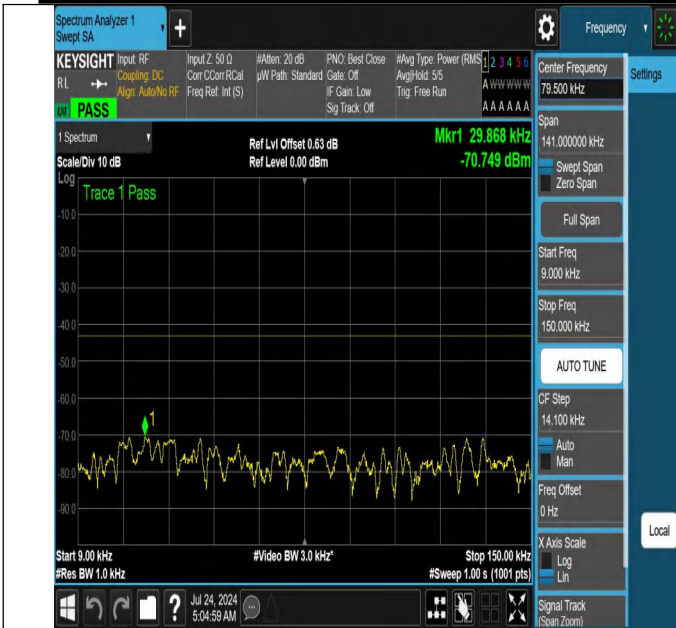 Spectrum Analyzer 1
Swept SA
+
Frequency
KEYSIGHT
RL
PASS
Input: RF
Coupling: DC
Align: Auto/No RF
Input Z: 50 Ω
Corr CCorr RCal
Freq Ref: Int (S)
#Atten: 20 dB
µW Path: Standard
PNO: Best Close
Gate: Off
IF Gain: Low
Sig Track: Off
#Avg Type: Power (RMS
Avg|Hold: 5/5
Trig: Free Run
1 2 3 4 5 6
A W W W W W
A A A A A A
1 Spectrum
Scale/Div 10 dB
Log
Ref Lvl Offset 0.63 dB
Ref Level 0.00 dBm
Mkr1 29.868 kHz
-70.749 dBm
Trace 1 Pass
-10.0
-20.0
-30.0
-40.0
-50.0
-60.0
-70.0
-80.0
-90.0
1
Start 9.00 kHz
#Res BW 1.0 kHz
#Video BW 3.0 kHz*
Stop 150.00 kHz
#Sweep 1.00 s (1001 pts)
?
Jul 24, 2024
5:04:59 AM
Center Frequency
79.500 kHz
Settings
Span
141.000000 kHz
Swept Span
Zero Span
Full Span
Start Freq
9.000 kHz
Stop Freq
150.000 kHz
AUTO TUNE
CF Step
14.100 kHz
Auto
Man
Freq Offset
0 Hz
X Axis Scale
Log
Lin
Local
Signal Track
(Span Zoom)